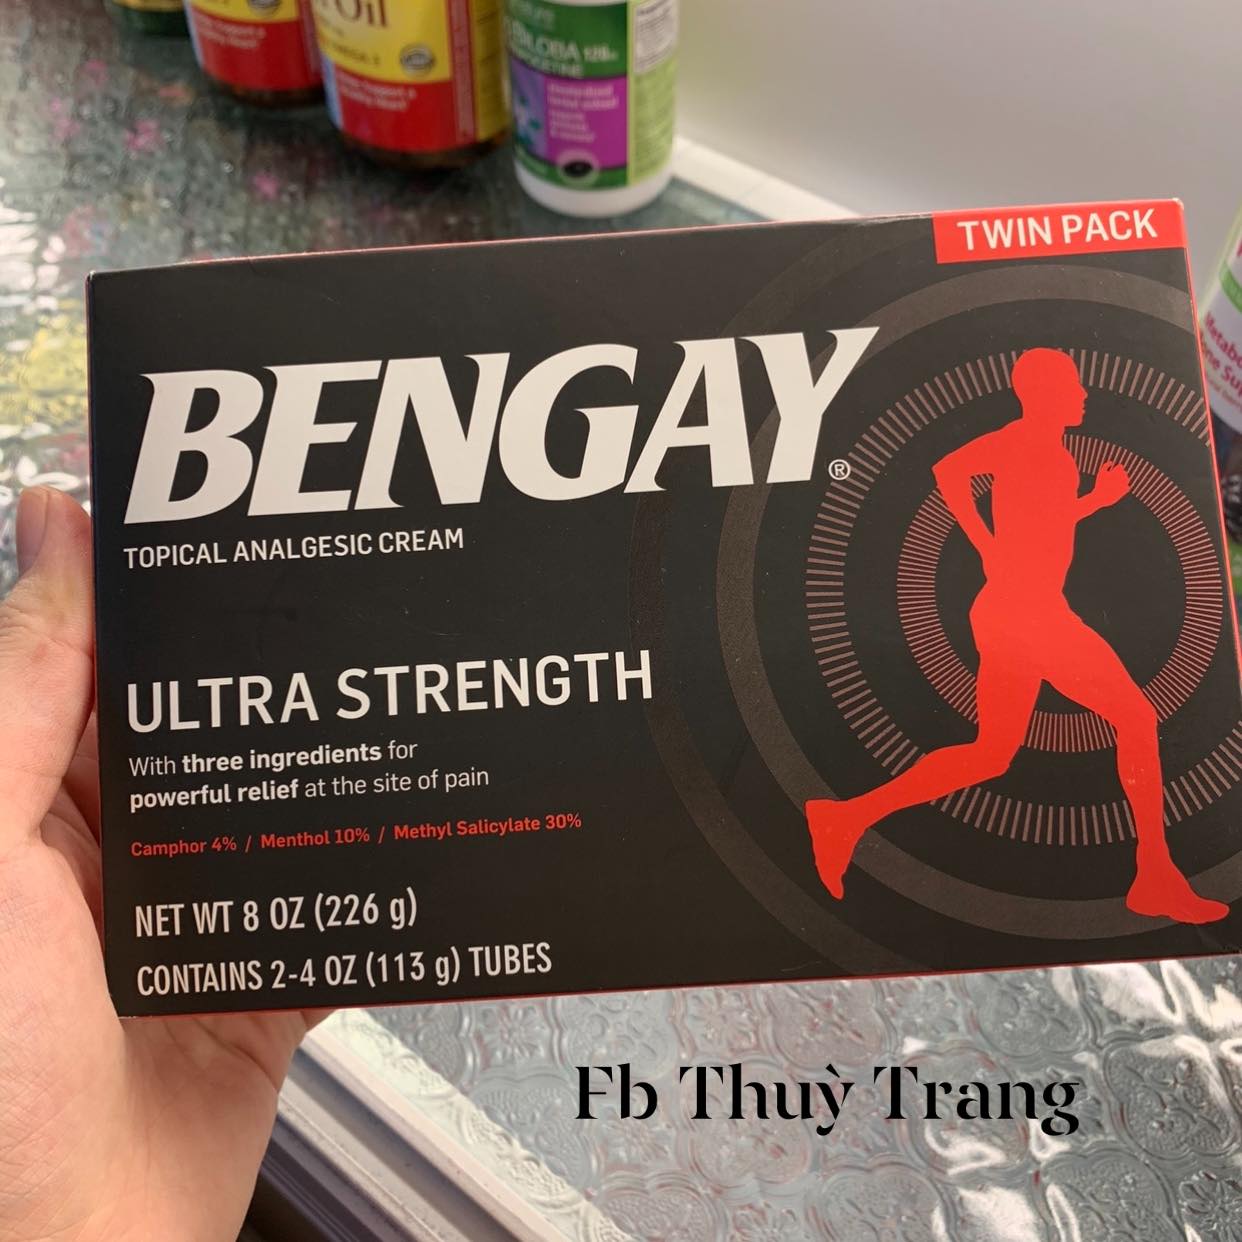 Oil
TWIN PACK
BENGAY®
TOPICAL ANALGESIC CREAM
ULTRA STRENGTH
With three ingredients for
powerful relief at the site of pain
Camphor 4% / Menthol 10% / Methyl Salicylate 30%
NET WT 8 OZ (226 g)
CONTAINS 2-4 OZ (113 g) TUBES
Fb Thuỳ Trang